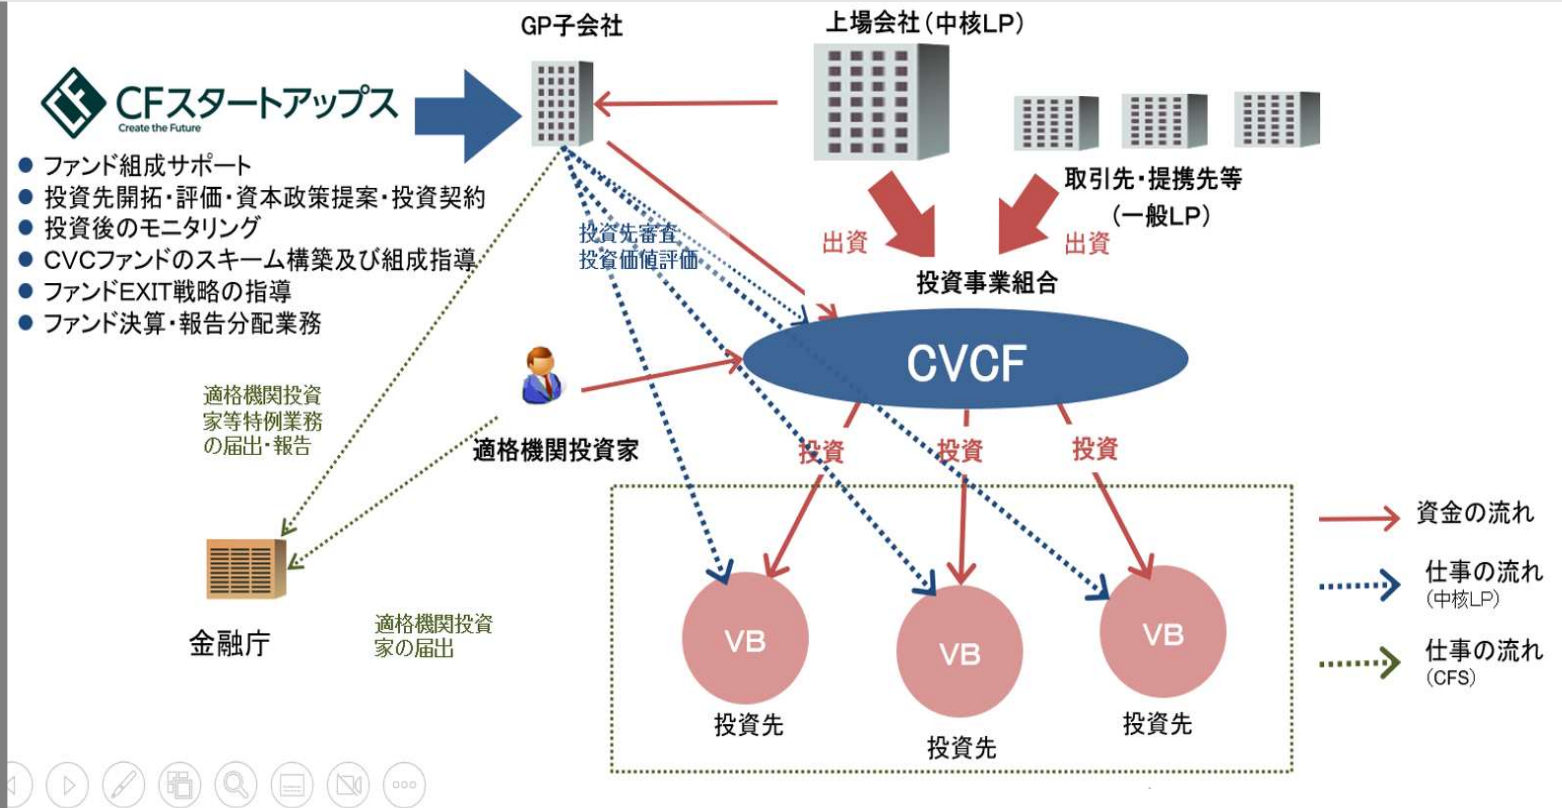 GP子会社
上場会社(中核LP)
CFスタートアップス
Create the Future
ファンド組成サポート
投資先開拓・評価・資本政策提案・投資契約
投資後のモニタリング
CVCファンドのスキーム構築及び組成指導
ファンドEXIT戦略の指導
ファンド決算・報告分配業務
取引先・提携先等
(一般LP)
投資先審査
投資価値評価
出資
出資
投資事業組合
CVCF
適格機関投資
家等特例業務
の届出・報告
適格機関投資家
投資
投資
投資
金融庁
適格機関投資
家の届出
VB
VB
VB
投資先
投資先
投資先
資金の流れ
仕事の流れ
(中核LP)
仕事の流れ
(CFS)